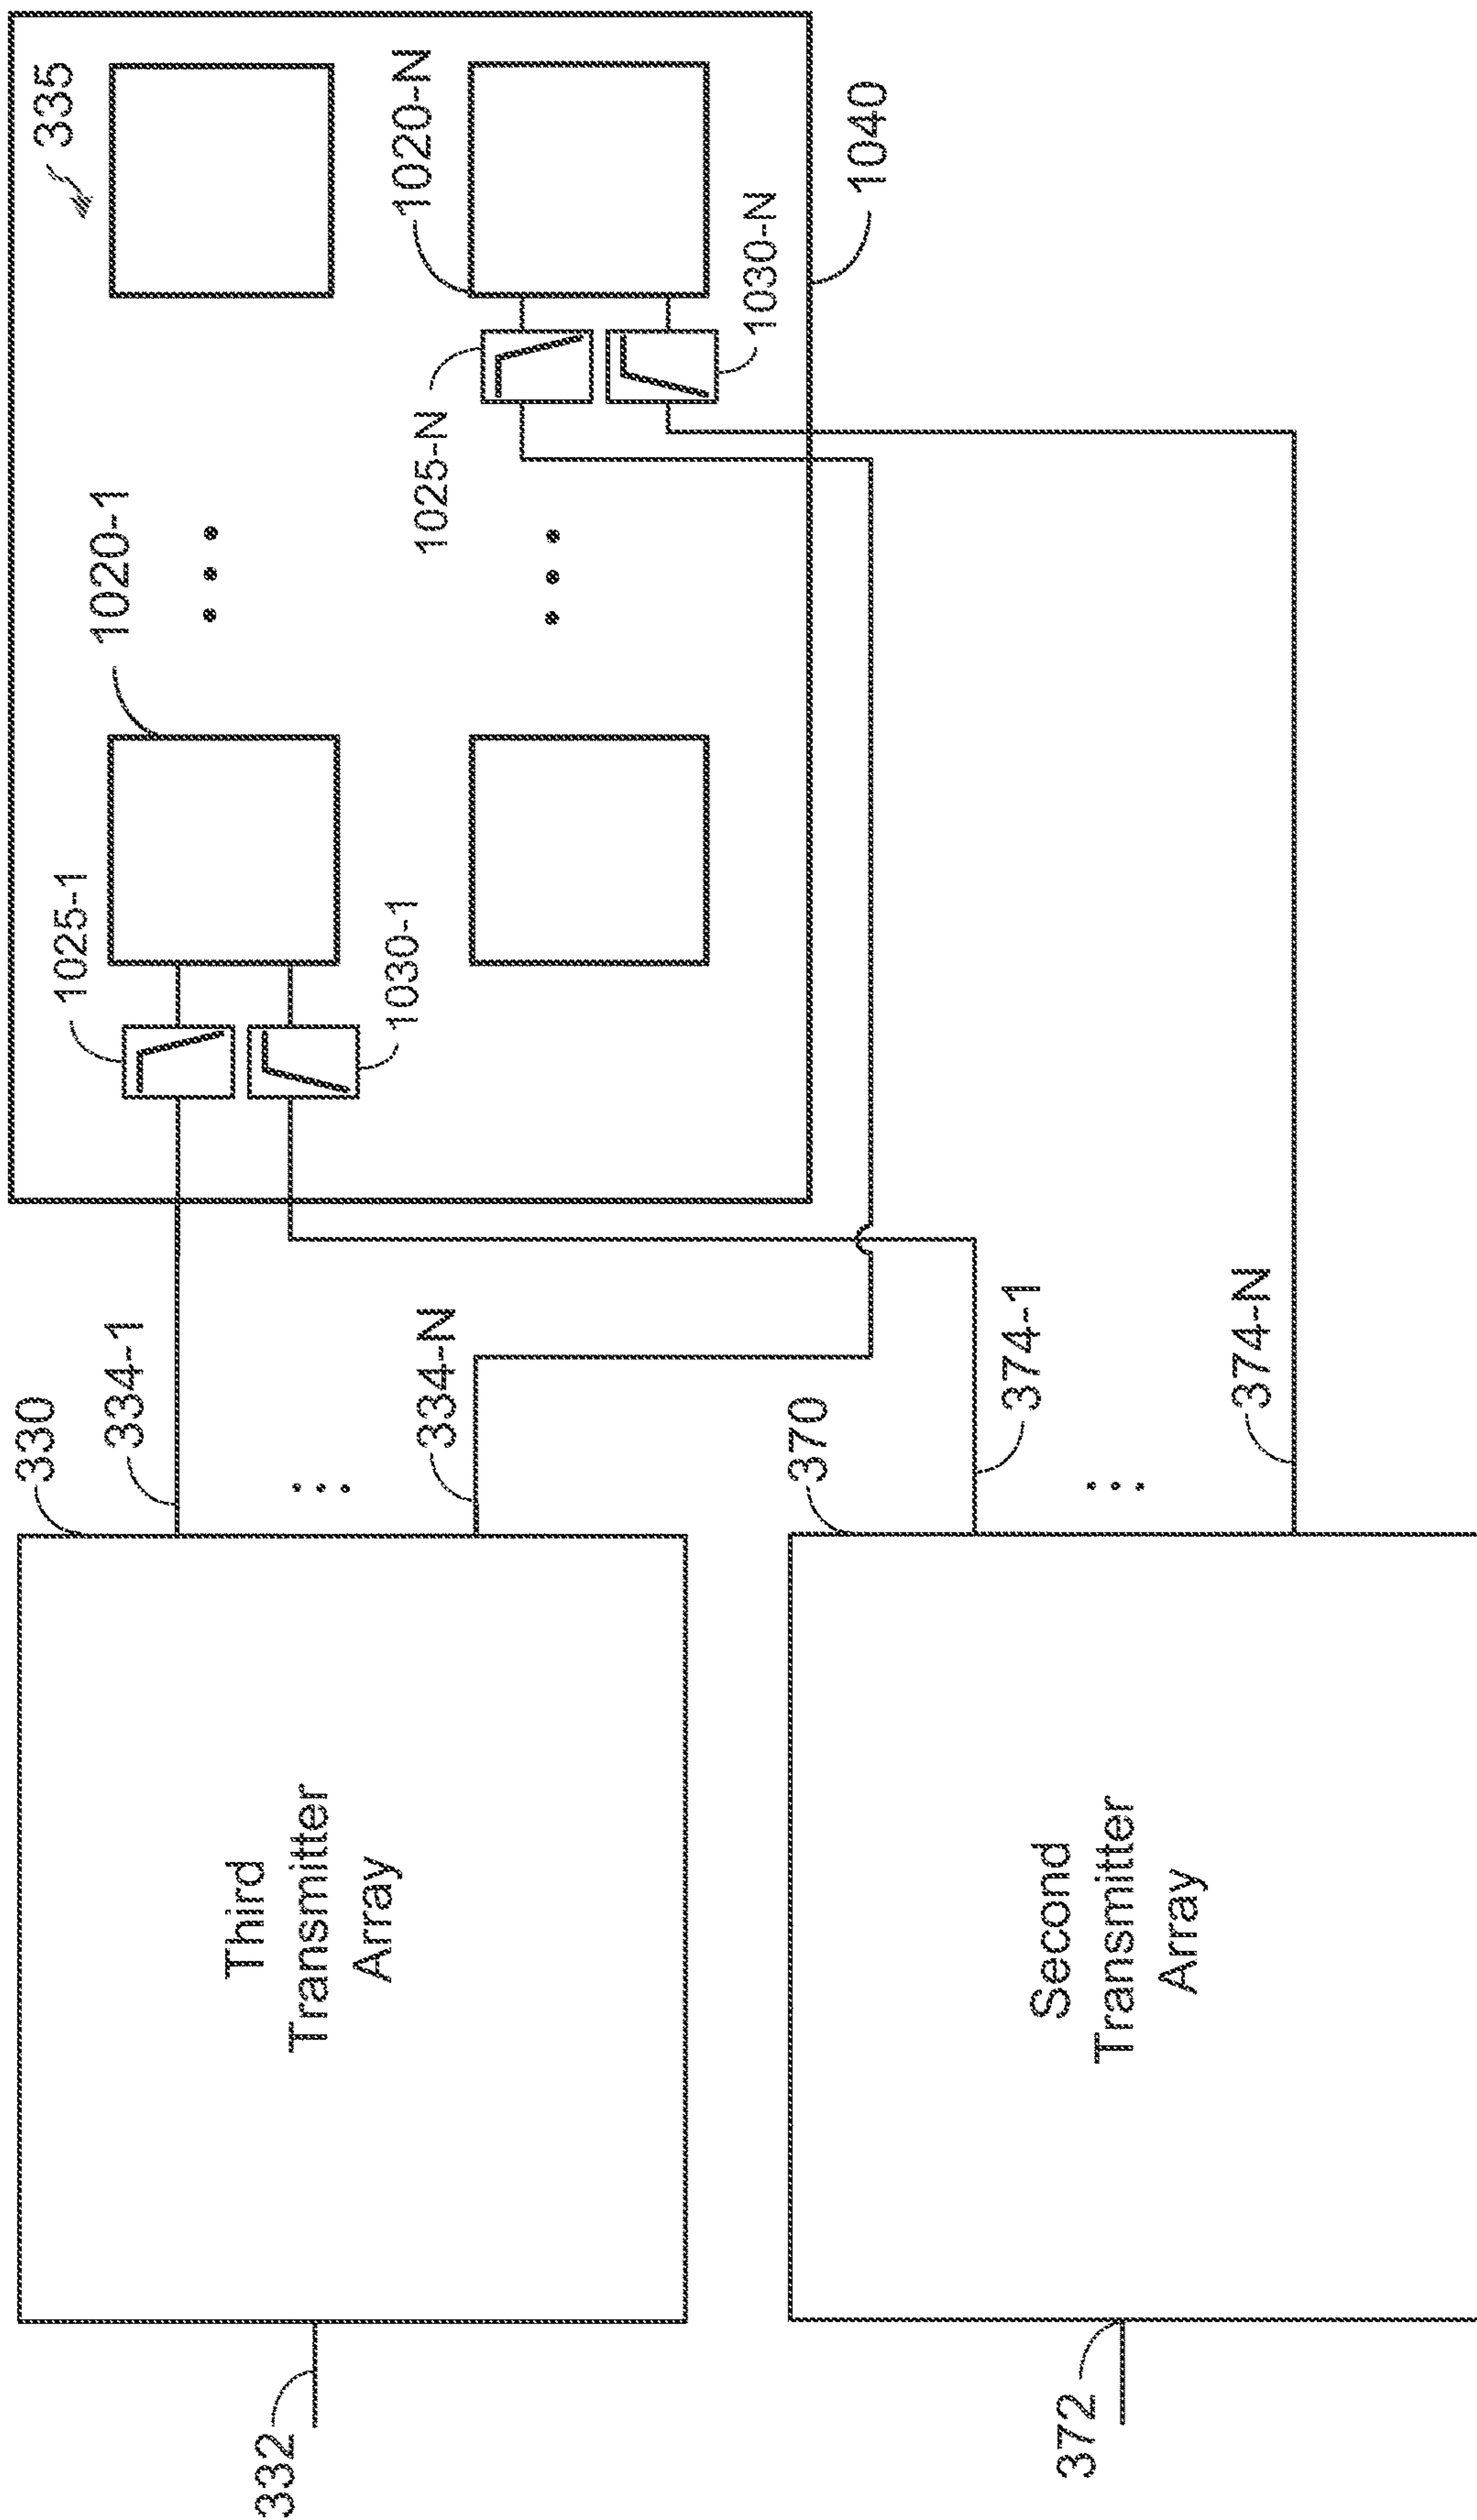 335
1020-1
1025-1
1030-1
1020-N
1025-N
1030-N
1040
330
334-1
334-N
Third
Transmitter
Array
332
370
374-1
374-N
Second
Transmitter
Array
372